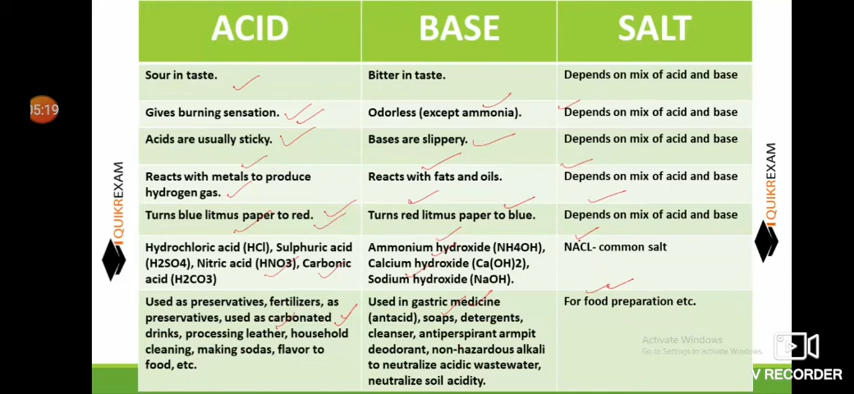 ACID BASE SALT
Sour in taste. Bitter in taste. Depends on mix of acid and base
05:19
Gives burning sensation. Odorless (except ammonia). Depends on mix of acid and base
Acids are usually sticky. Bases are slippery. Depends on mix of acid and base
Reacts with metals to produce
hydrogen gas.
Reacts with fats and oils. Depends on mix of acid and base
Turns blue litmus paper to red. Turns red litmus paper to blue. Depends on mix of acid and base
Hydrochloric acid (HCl), Sulphuric acid
(H2SO4), Nitric acid (HNO3), Carbonic
acid (H2CO3)
Ammonium hydroxide (NH4OH),
Calcium hydroxide (Ca(OH)2),
Sodium hydroxide (NaOH).
NACL- common salt
Used as preservatives, fertilizers, as
preservatives, used as carbonated
drinks, processing leather, household
cleaning, making sodas, flavor to
food, etc.
Used in gastric medicine
(antacid), soaps, detergents,
cleanser, antiperspirant armpit
deodorant, non-hazardous alkali
to neutralize acidic wastewater,
neutralize soil acidity.
For food preparation etc.
QUIKREXAM
QUIKREXAM
Activate Windows
Go to Settings to activate Windows.
V RECORDER